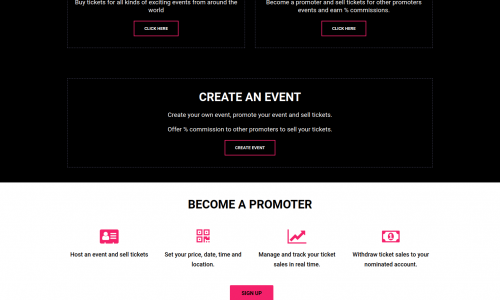 Buy tickets for all kinds of exciting events from around the
world
CLICK HERE
Become a promoter and sell tickets for other promoters
events and earn % commissions.
CLICK HERE
CREATE AN EVENT
Create your own event, promote your event and sell tickets.
Offer % commission to other promoters to sell your tickets.
CREATE EVENT
BECOME A PROMOTER
Host an event and sell tickets
Set your price, date, time and
location.
Manage and track your ticket
sales in real time.
Withdraw ticket sales to your
nominated account.
SIGN UP